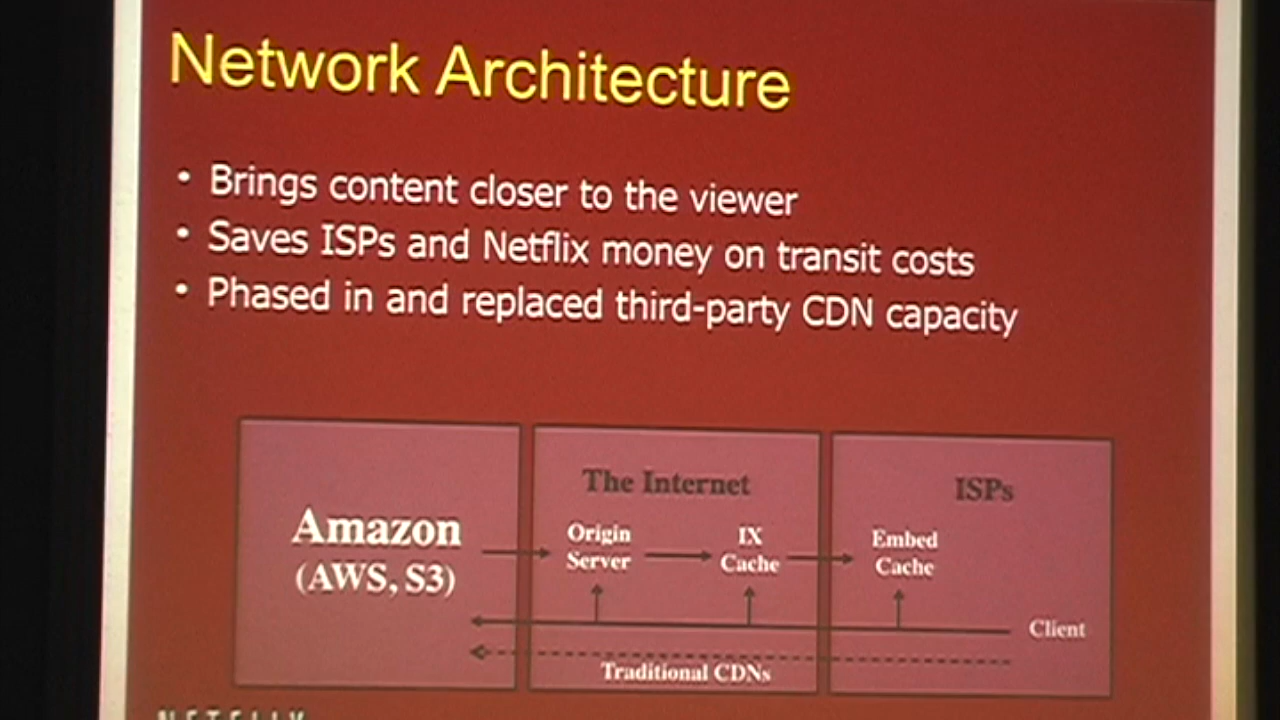 Network Architecture
• Brings content closer to the viewer
• Saves ISPs and Netflix money on transit costs
• Phased in and replaced third-party CDN capacity
The Internet
ISPs
Amazon
(AWS, S3)
Origin
Server
IX
Cache
Embed
Cache
Client
Traditional CDNs
NETFLIX